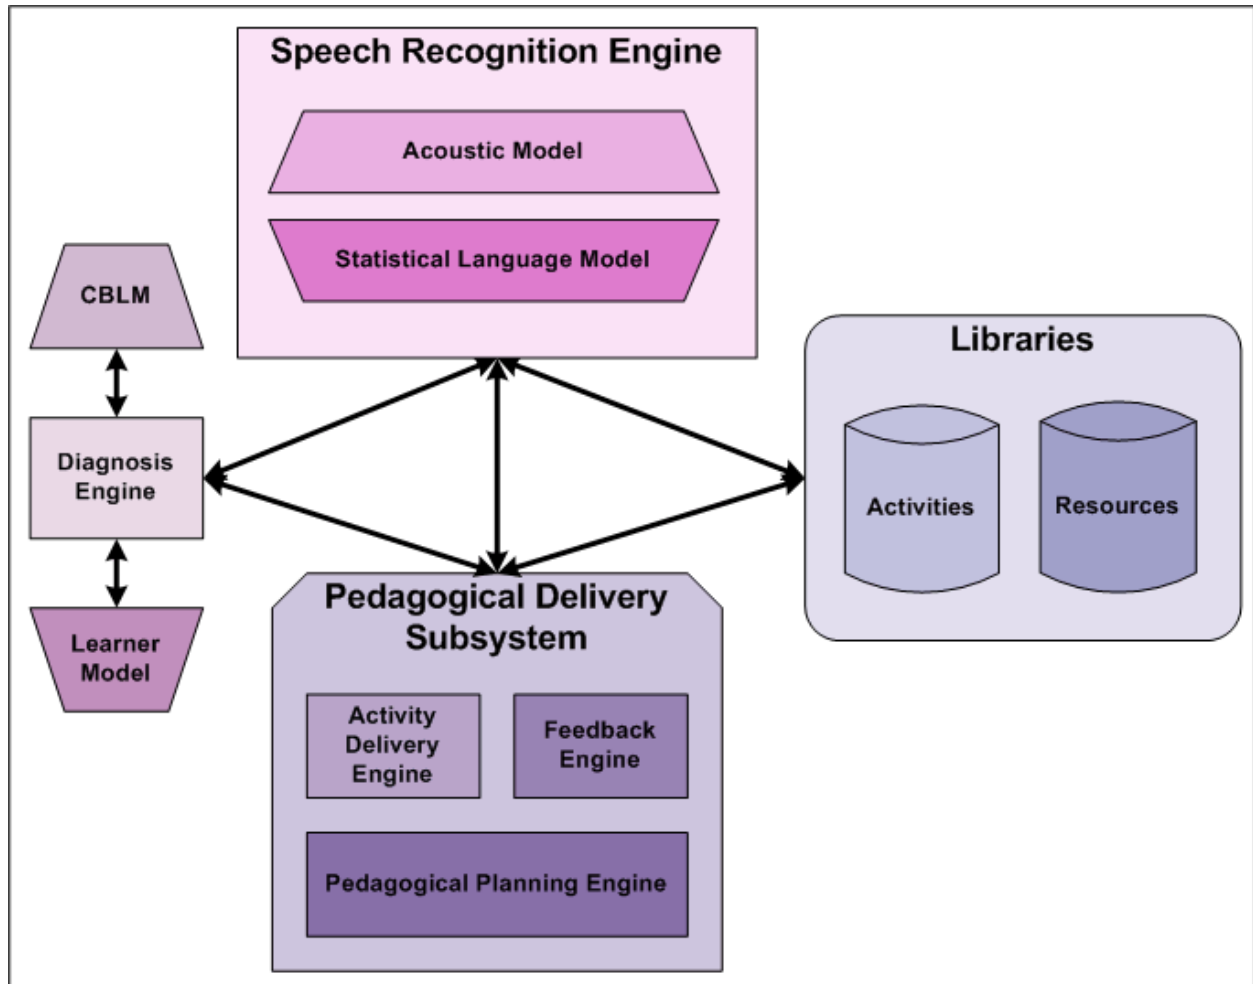 Speech Recognition Engine
Acoustic Model
Statistical Language Model
CBLM
Diagnosis
Engine
Learner
Model
Libraries
Activities
Resources
Pedagogical Delivery
Subsystem
Activity
Delivery
Engine
Feedback
Engine
Pedagogical Planning Engine